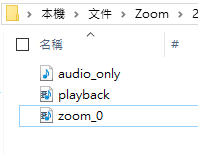 本機 › 文件 › Zoom › 2
名稱
#
audio_only
playback
zoom_0